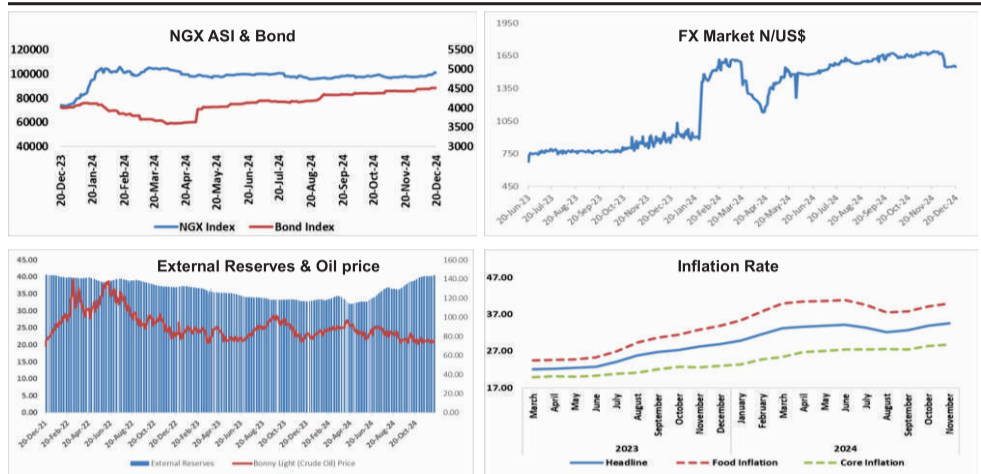 NGX ASI & Bond
120000
100000
80000
60000
40000
5500
5000
4500
4000
3500
3000
20-Dec-23
20-Jan-24
20-Feb-24
20-Mar-24
20-Apr-24
20-May-24
20-Jun-24
20-Jul-24
20-Aug-24
20-Sep-24
20-Oct-24
20-Nov-24
20-Dec-24
NGX Index
Bond Index
FX Market N/US$
1950
1650
1350
1050
750
450
20-Jun-23
20-Jul-23
20-Aug-23
20-Sep-23
20-Oct-23
20-Nov-23
20-Dec-23
20-Jan-24
20-Feb-24
20-Mar-24
20-Apr-24
20-May-24
20-Jun-24
20-Jul-24
20-Aug-24
20-Sep-24
20-Oct-24
20-Nov-24
20-Dec-24
External Reserves & Oil price
45.00
40.00
35.00
30.00
25.00
20.00
15.00
10.00
5.00
0.00
160.00
140.00
120.00
100.00
80.00
60.00
40.00
20.00
0.00
20-Dec-21
20-Feb-22
20-Apr-22
20-Jun-22
20-Aug-22
20-Oct-22
20-Dec-22
20-Feb-23
20-Apr-23
20-Jun-23
20-Aug-23
20-Oct-23
20-Dec-23
20-Feb-24
20-Apr-24
20-Jun-24
20-Aug-24
20-Oct-24
External Reserves
Bonny Light (Crude Oil) Price
Inflation Rate
47.00
37.00
27.00
17.00
March
April
May
June
July
August
September
October
November
December
January
February
March
April
May
June
July
August
September
October
November
2023
2024
Headline
Food Inflation
Core Inflation